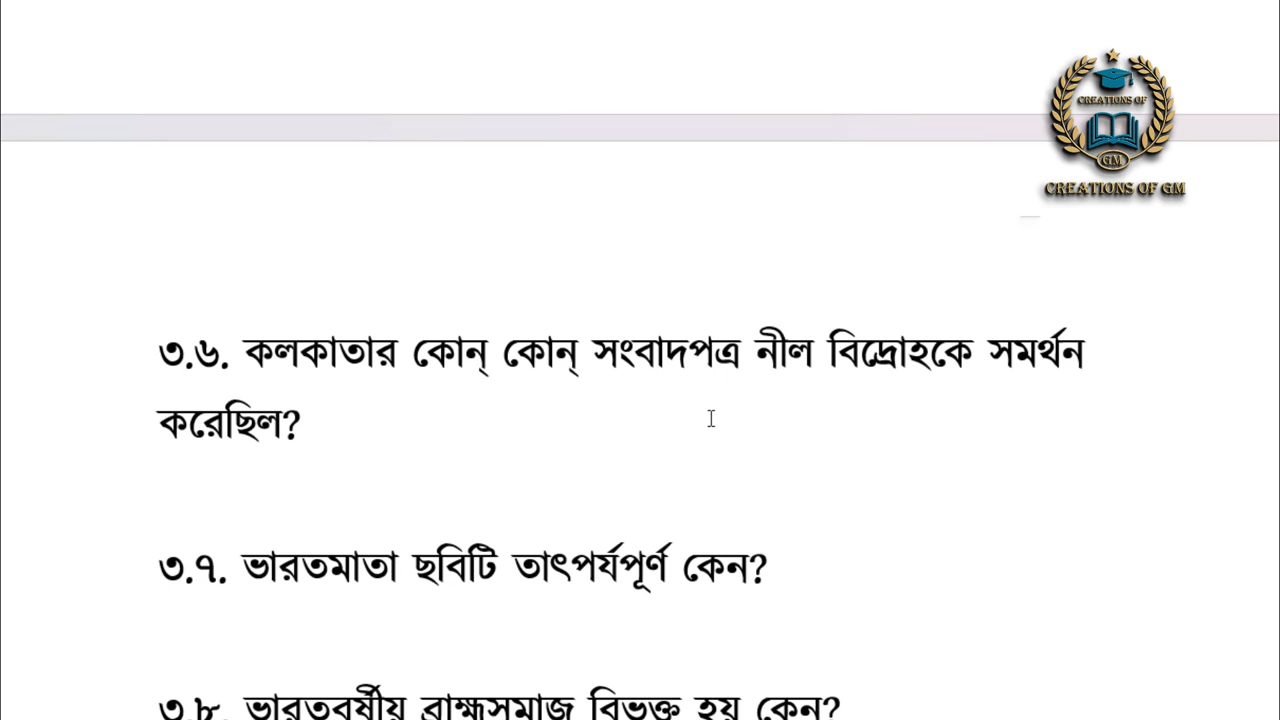 CREATIONS OF
GM
CREATIONS OF GM
৩.৬. কলকাতার কোন্ কোন্ সংবাদপত্র নীল বিদ্রোহকে সমর্থন
করেছিল?
৩.৭. ভারতমাতা ছবিটি তাৎপর্যপূর্ণ কেন?
৩.৮. ভারতবর্ষীয় ব্রাহ্মসমাজ বিভক্ত হয় কেন?